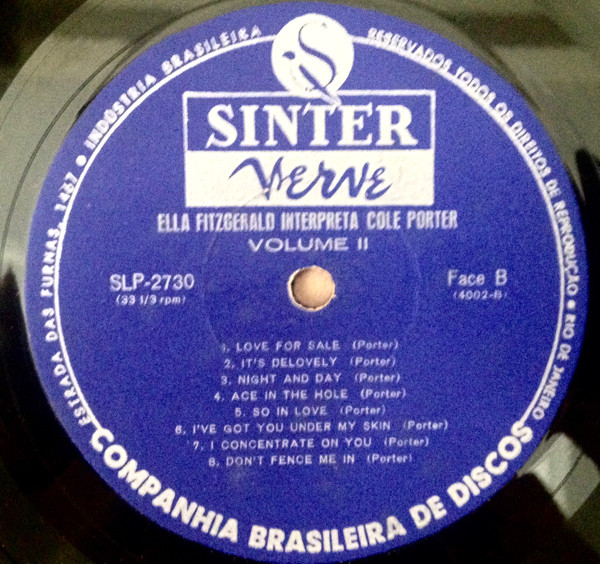 S
SINTER
Verve
ELLA FITZGERALD INTERPRETA COLE PORTER
VOLUME II
SLP-2730
(33 1/3 rpm)
Face B
(4002-B)
1. LOVE FOR SALE (Porter)
2. IT'S DELOVELY (Porter)
3. NIGHT AND DAY (Porter)
4. ACE IN THE HOLE (Porter)
5. SO IN LOVE (Porter)
6. I'VE GOT YOU UNDER MY SKIN (Porter)
7. I CONCENTRATE ON YOU (Porter)
8. DON'T FENCE ME IN (Porter)
ESTRADA DAS FURNAS, 1467 • INDÚSTRIA BRASILEIRA
RESERVADOS TODOS OS DIREITOS DE REPRODUÇÃO • RIO DE JANEIRO
COMPANHIA BRASILEIRA DE DISCOS